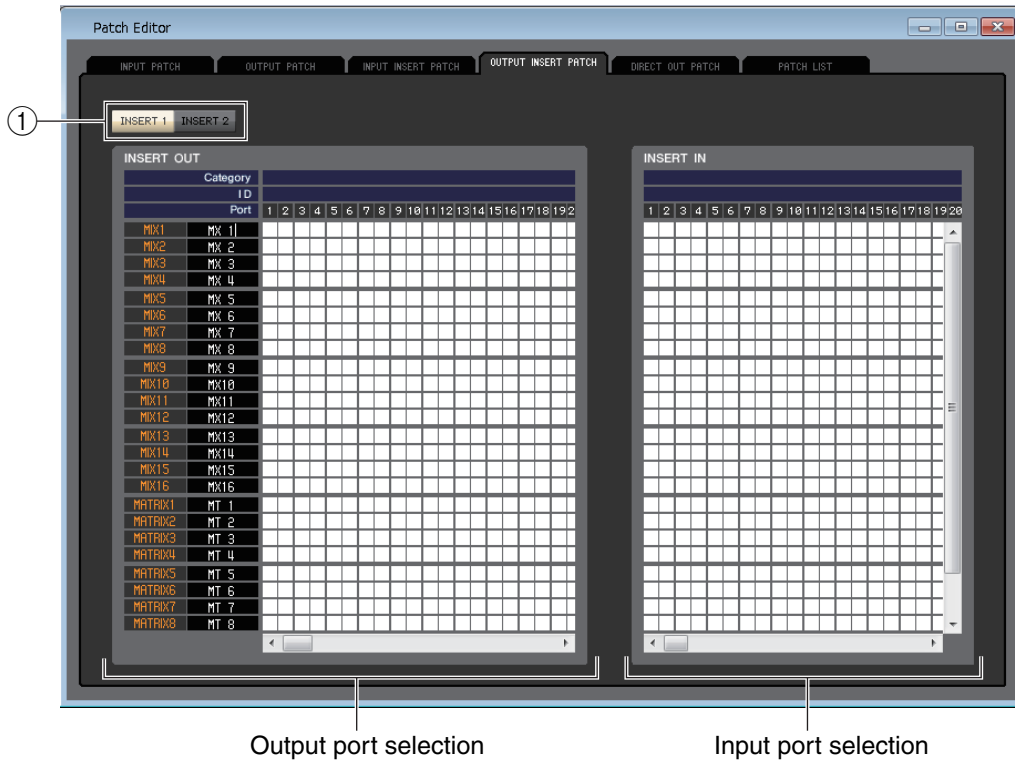 Patch Editor
INPUT PATCH OUTPUT PATCH INPUT INSERT PATCH OUTPUT INSERT PATCH DIRECT OUT PATCH PATCH LIST
1
INSERT 1 INSERT 2
INSERT OUT INSERT IN
Category
ID
Port 1 2 3 4 5 6 7 8 9 10 11 12 13 14 15 16 17 18 19 2 1 2 3 4 5 6 7 8 9 10 11 12 13 14 15 16 17 18 19 20
MIX1 MX 1
MIX2 MX 2
MIX3 MX 3
MIX4 MX 4
MIX5 MX 5
MIX6 MX 6
MIX7 MX 7
MIX8 MX 8
MIX9 MX 9
MIX10 MX10
MIX11 MX11
MIX12 MX12
MIX13 MX13
MIX14 MX14
MIX15 MX15
MIX16 MX16
MATRIX1 MT 1
MATRIX2 MT 2
MATRIX3 MT 3
MATRIX4 MT 4
MATRIX5 MT 5
MATRIX6 MT 6
MATRIX7 MT 7
MATRIX8 MT 8
Output port selection Input port selection